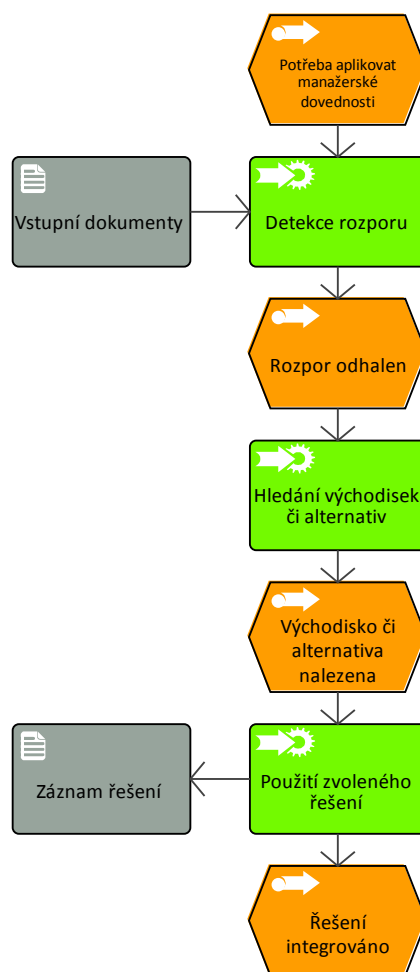 Potřeba aplikovat
manažerské
dovednosti
Vstupní dokumenty
Detekce rozporu
Rozpor odhalen
Hledání východisek
či alternativ
Východisko či
alternativa
nalezena
Záznam řešení
Použití zvoleného
řešení
Řešení
integrováno